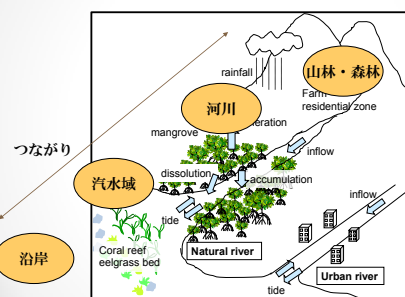 rainfall
山林・森林
Farm
residential zone
河川
eration
mangrove
つながり
inflow
dissolution
accumulation
汽水域
inflow
tide
Coral reef
eelgrass bed
Natural river
沿岸
Urban river
tide